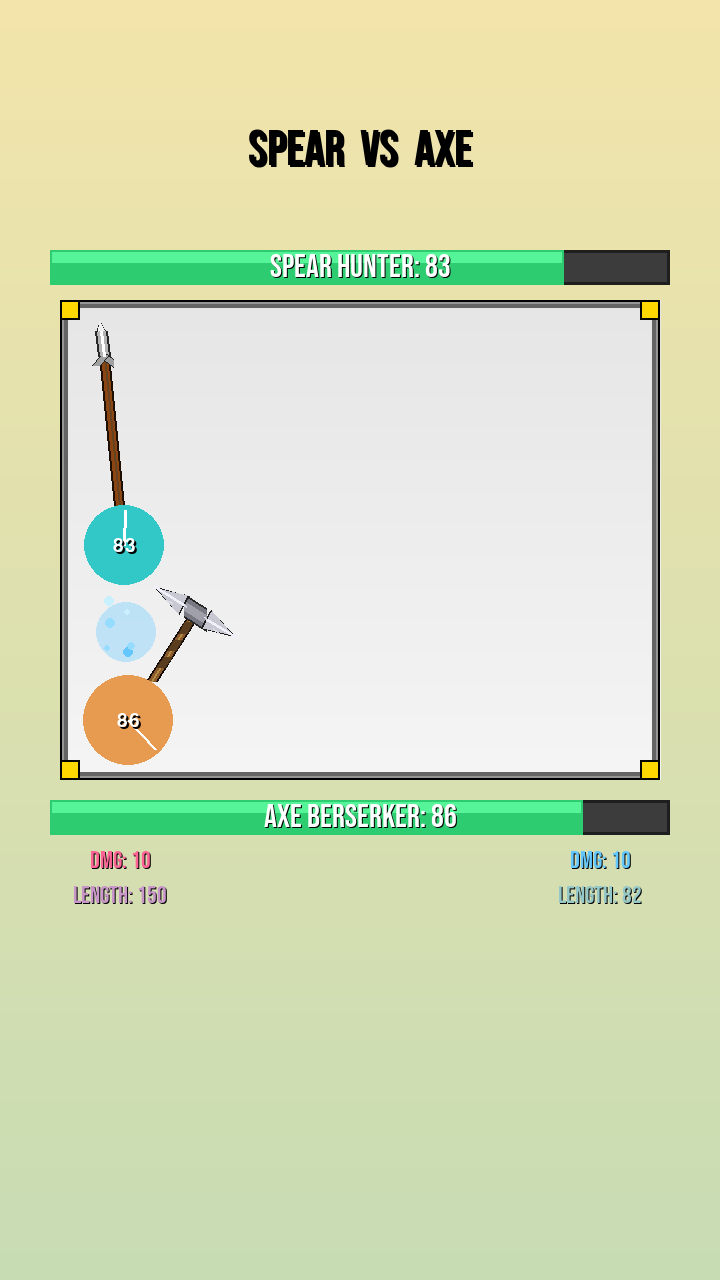 SPEAR VS AXE
SPEAR HUNTER: 83
83
86
AXE BERSERKER: 86
DMG: 10
DMG: 10
LENGTH: 150
LENGTH: 82